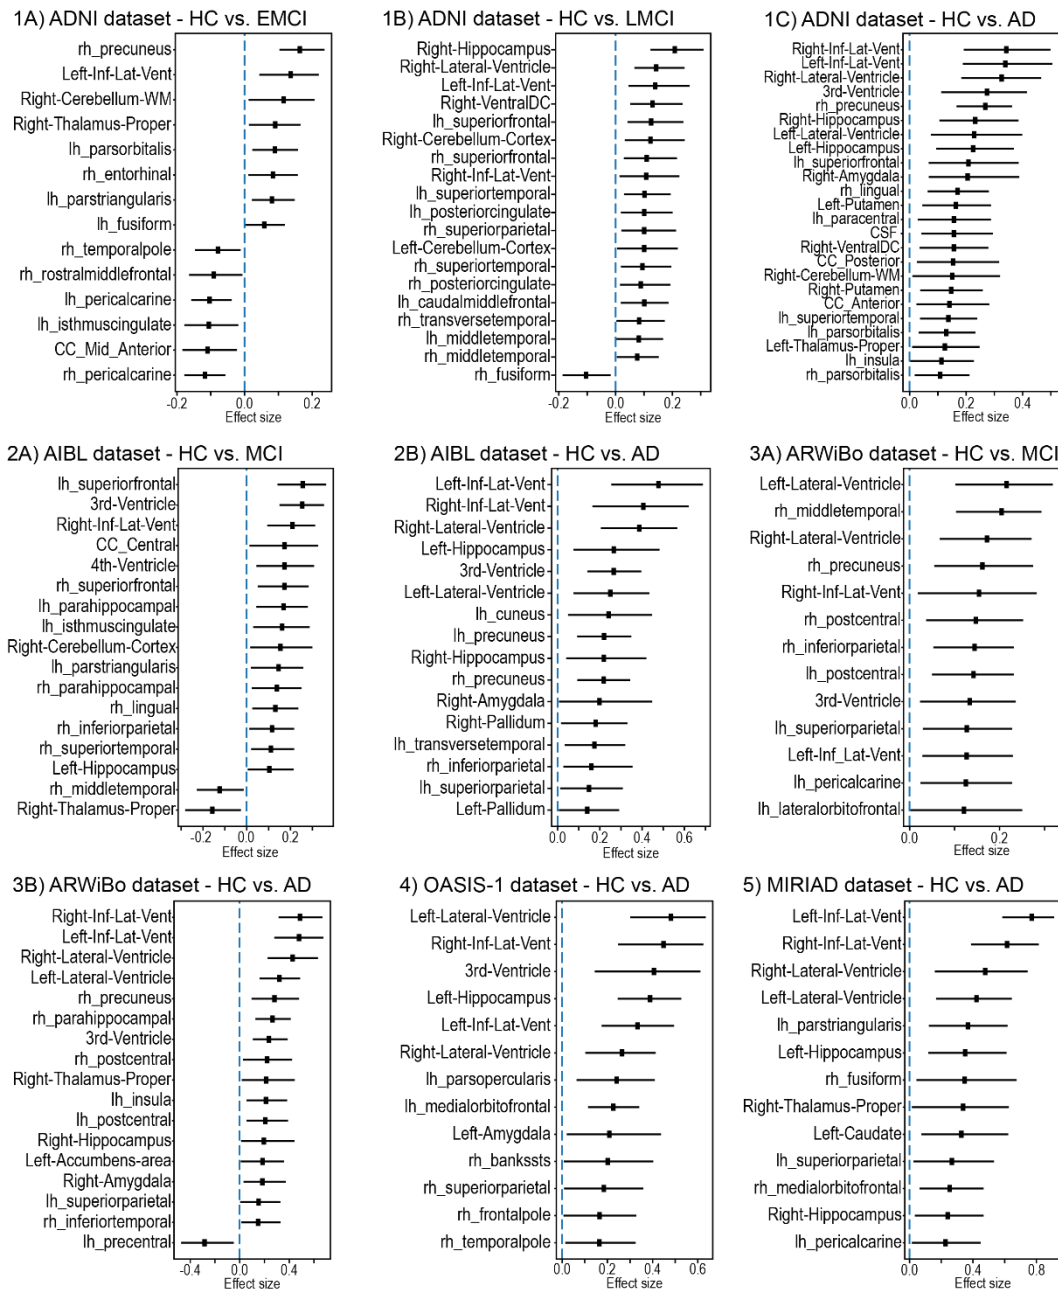 1A) ADNI dataset - HC vs. EMCI
rh_precuneus
Left-Inf-Lat-Vent
Right-Cerebellum-WM
Right-Thalamus-Proper
lh_parsorbitalis
rh_entorhinal
lh_parstriangularis
lh_fusiform
rh_temporalpole
rh_rostralmiddlefrontal
lh_pericalcarine
lh_isthmuscingulate
CC_Mid_Anterior
rh_pericalcarine
-0.2 0.0 0.2
Effect size
1B) ADNI dataset - HC vs. LMCI
Right-Hippocampus
Right-Lateral-Ventricle
Left-Inf-Lat-Vent
Right-VentralDC
lh_superiorfrontal
Right-Cerebellum-Cortex
rh_superiorfrontal
Right-Inf-Lat-Vent
lh_superiortemporal
lh_posteriorcingulate
rh_superiorparietal
Left-Cerebellum-Cortex
rh_superiortemporal
rh_posteriorcingulate
lh_caudalmiddlefrontal
rh_transversetemporal
lh_middletemporal
rh_middletemporal
rh_fusiform
0.0 0.2
Effect size
1C) ADNI dataset - HC vs. AD
Right-Inf-Lat-Vent
Left-Inf-Lat-Vent
Right-Lateral-Ventricle
3rd-Ventricle
rh_precuneus
Right-Hippocampus
Left-Lateral-Ventricle
Left-Hippocampus
lh_superiorfrontal
Right-Amygdala
rh_lingual
Left-Putamen
lh_paracentral
CSF
Right-VentralDC
CC_Posterior
Right-Cerebellum-WM
Right-Putamen
CC_Anterior
lh_superiortemporal
lh_parsorbitalis
Left-Thalamus-Proper
lh_insula
rh_parsorbitalis
0.0 0.2 0.4
Effect size
2A) AIBL dataset - HC vs. MCI
lh_superiorfrontal
3rd-Ventricle
Right-Inf-Lat-Vent
CC_Central
4th-Ventricle
rh_superiorfrontal
lh_parahippocampal
lh_isthmuscingulate
Right-Cerebellum-Cortex
lh_parstriangularis
rh_parahippocampal
rh_lingual
rh_inferiorparietal
rh_superiortemporal
Left-Hippocampus
rh_middletemporal
Right-Thalamus-Proper
-0.2 0.0 0.2
Effect size
2B) AIBL dataset - HC vs. AD
Left-Inf-Lat-Vent
Right-Inf-Lat-Vent
Right-Lateral-Ventricle
Left-Hippocampus
3rd-Ventricle
Left-Lateral-Ventricle
lh_cuneus
lh_precuneus
Right-Hippocampus
rh_precuneus
Right-Amygdala
Right-Pallidum
lh_transversetemporal
rh_inferiorparietal
lh_superiorparietal
Left-Pallidum
0.0 0.2 0.4 0.6
Effect size
3A) ARWiBo dataset - HC vs. MCI
Left-Lateral-Ventricle
rh_middletemporal
Right-Lateral-Ventricle
rh_precuneus
Right-Inf-Lat-Vent
rh_postcentral
rh_inferiorparietal
lh_postcentral
3rd-Ventricle
lh_superiorparietal
Left-Inf_Lat-Vent
lh_pericalcarine
lh_lateralorbitofrontal
0.0 0.2
Effect size
3B) ARWiBo dataset - HC vs. AD
Right-Inf-Lat-Vent
Left-Inf-Lat-Vent
Right-Lateral-Ventricle
Left-Lateral-Ventricle
rh_precuneus
rh_parahippocampal
3rd-Ventricle
rh_postcentral
Right-Thalamus-Proper
lh_insula
lh_postcentral
Right-Hippocampus
Left-Accumbens-area
Right-Amygdala
lh_superiorparietal
rh_inferiortemporal
lh_precentral
-0.4 0.0 0.4
Effect size
4) OASIS-1 dataset - HC vs. AD
Left-Lateral-Ventricle
Right-Inf-Lat-Vent
3rd-Ventricle
Left-Hippocampus
Left-Inf-Lat-Vent
Right-Lateral-Ventricle
lh_parsopercularis
lh_medialorbitofrontal
Left-Amygdala
rh_bankssts
rh_superiorparietal
rh_frontalpole
rh_temporalpole
0.0 0.2 0.4 0.6
Effect size
5) MIRIAD dataset - HC vs. AD
Left-Inf-Lat-Vent
Right-Inf-Lat-Vent
Right-Lateral-Ventricle
Left-Lateral-Ventricle
lh_parstriangularis
Left-Hippocampus
rh_fusiform
Right-Thalamus-Proper
Left-Caudate
lh_superiorparietal
rh_medialorbitofrontal
Right-Hippocampus
lh_pericalcarine
0.0 0.4 0.8
Effect size